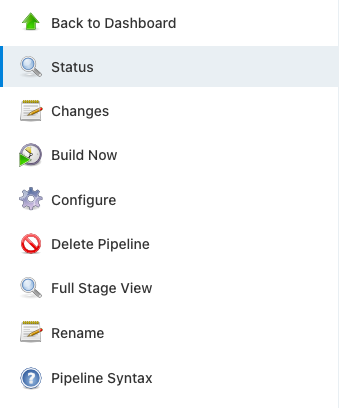 Back to Dashboard
Status
Changes
Build Now
Configure
Delete Pipeline
Full Stage View
Rename
Pipeline Syntax